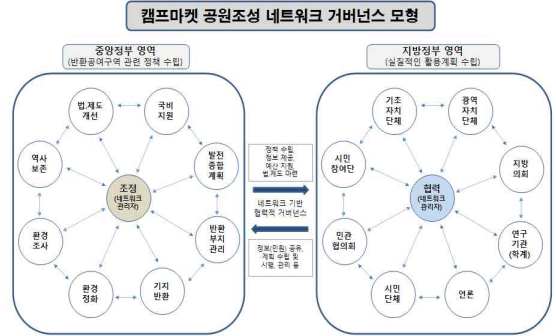 캠프마켓 공원조성 네트워크 거버넌스 모형
중앙정부 영역
(반환공여구역 관련 정책 수립)
법,제도
개선
국비
지원
역사
보존
발전
종합
계획
조정
(네트워크
관리자)
환경
조사
반환
부지
관리
환경
정화
기지
반환
정책 수립,
정보 제공,
예산 지원,
법,제도 마련
네트워크 기반
협력적 거버넌스
정보(민원) 공유,
계획 수립 및
시행, 관리 등
지방정부 영역
(실질적인 활용계획 수립)
기초
자치
단체
광역
자치
단체
시민
참여단
지방
의회
협력
(네트워크
관리자)
민관
협의회
연구
기관
(학계)
시민
단체
언론